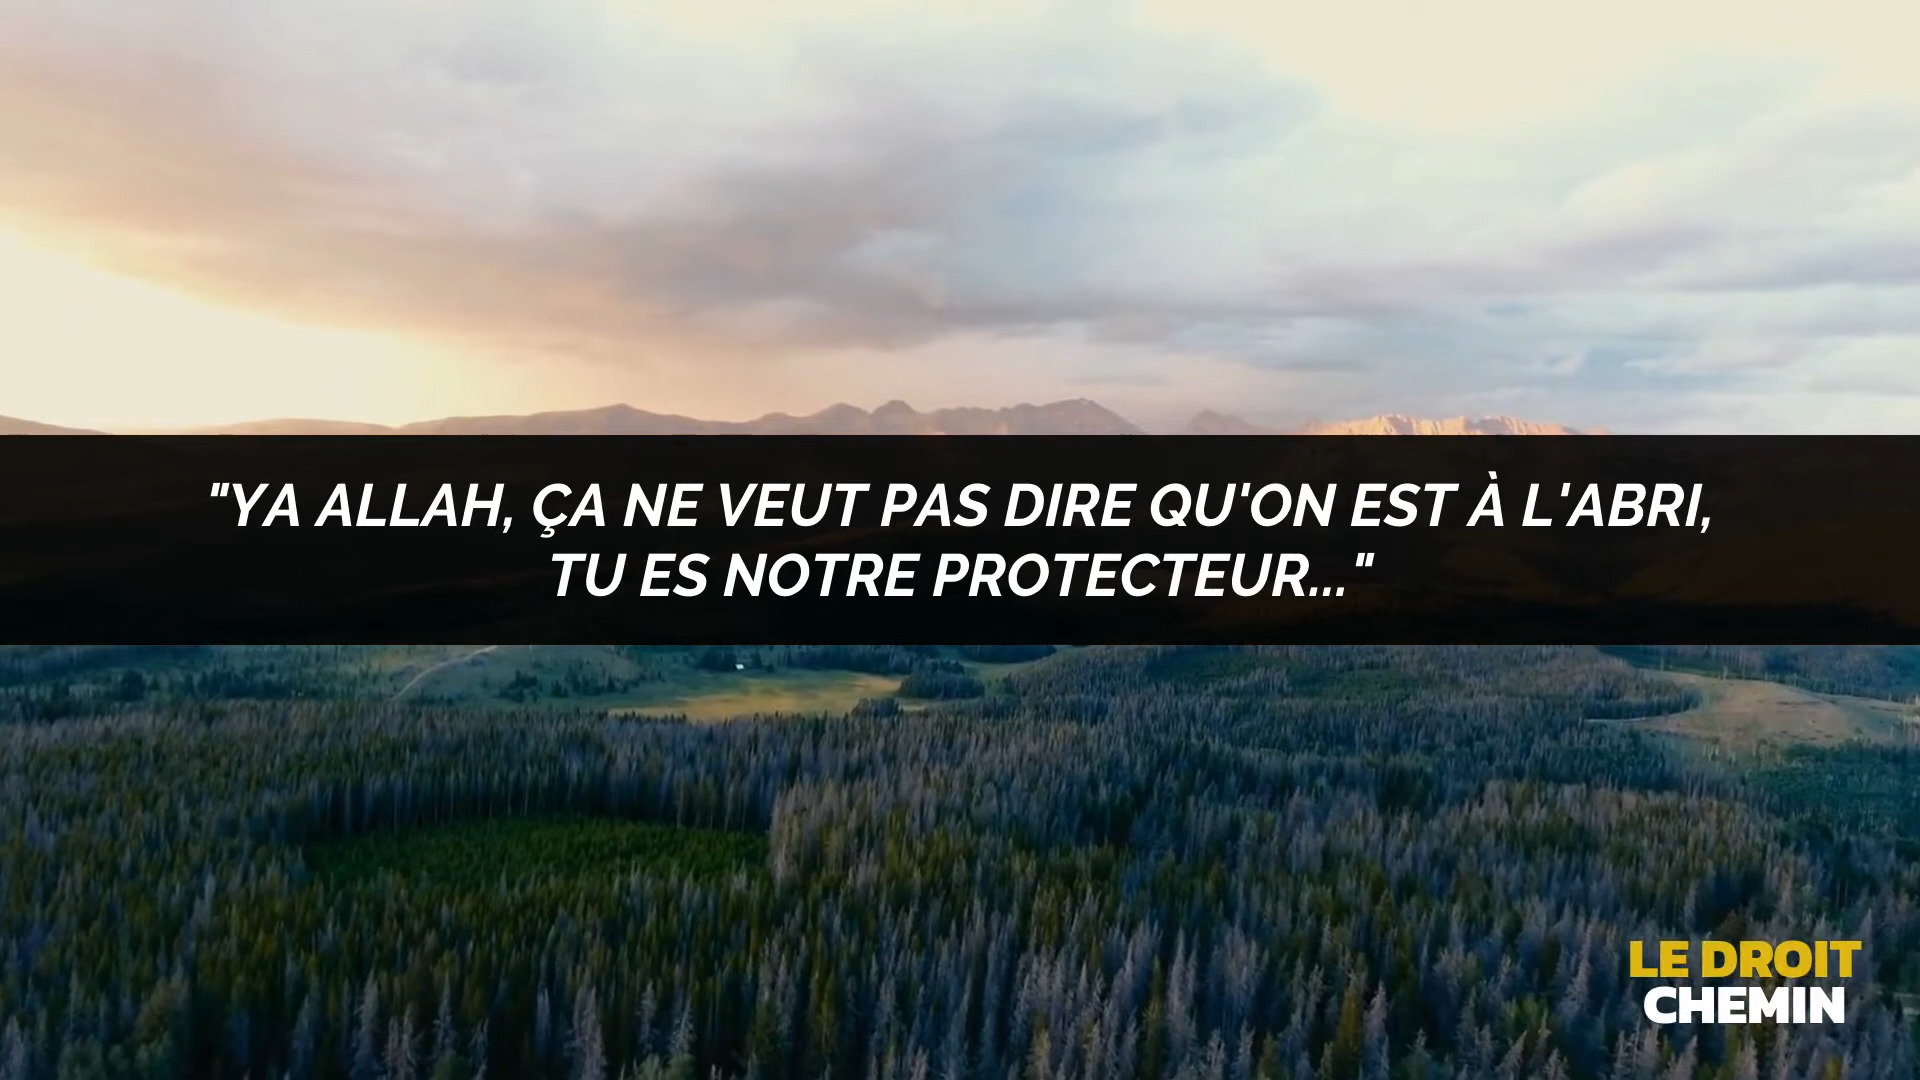 "YA ALLAH, ÇA NE VEUT PAS DIRE QU'ON EST À L'ABRI,
TU ES NOTRE PROTECTEUR..."
LE DROIT
CHEMIN